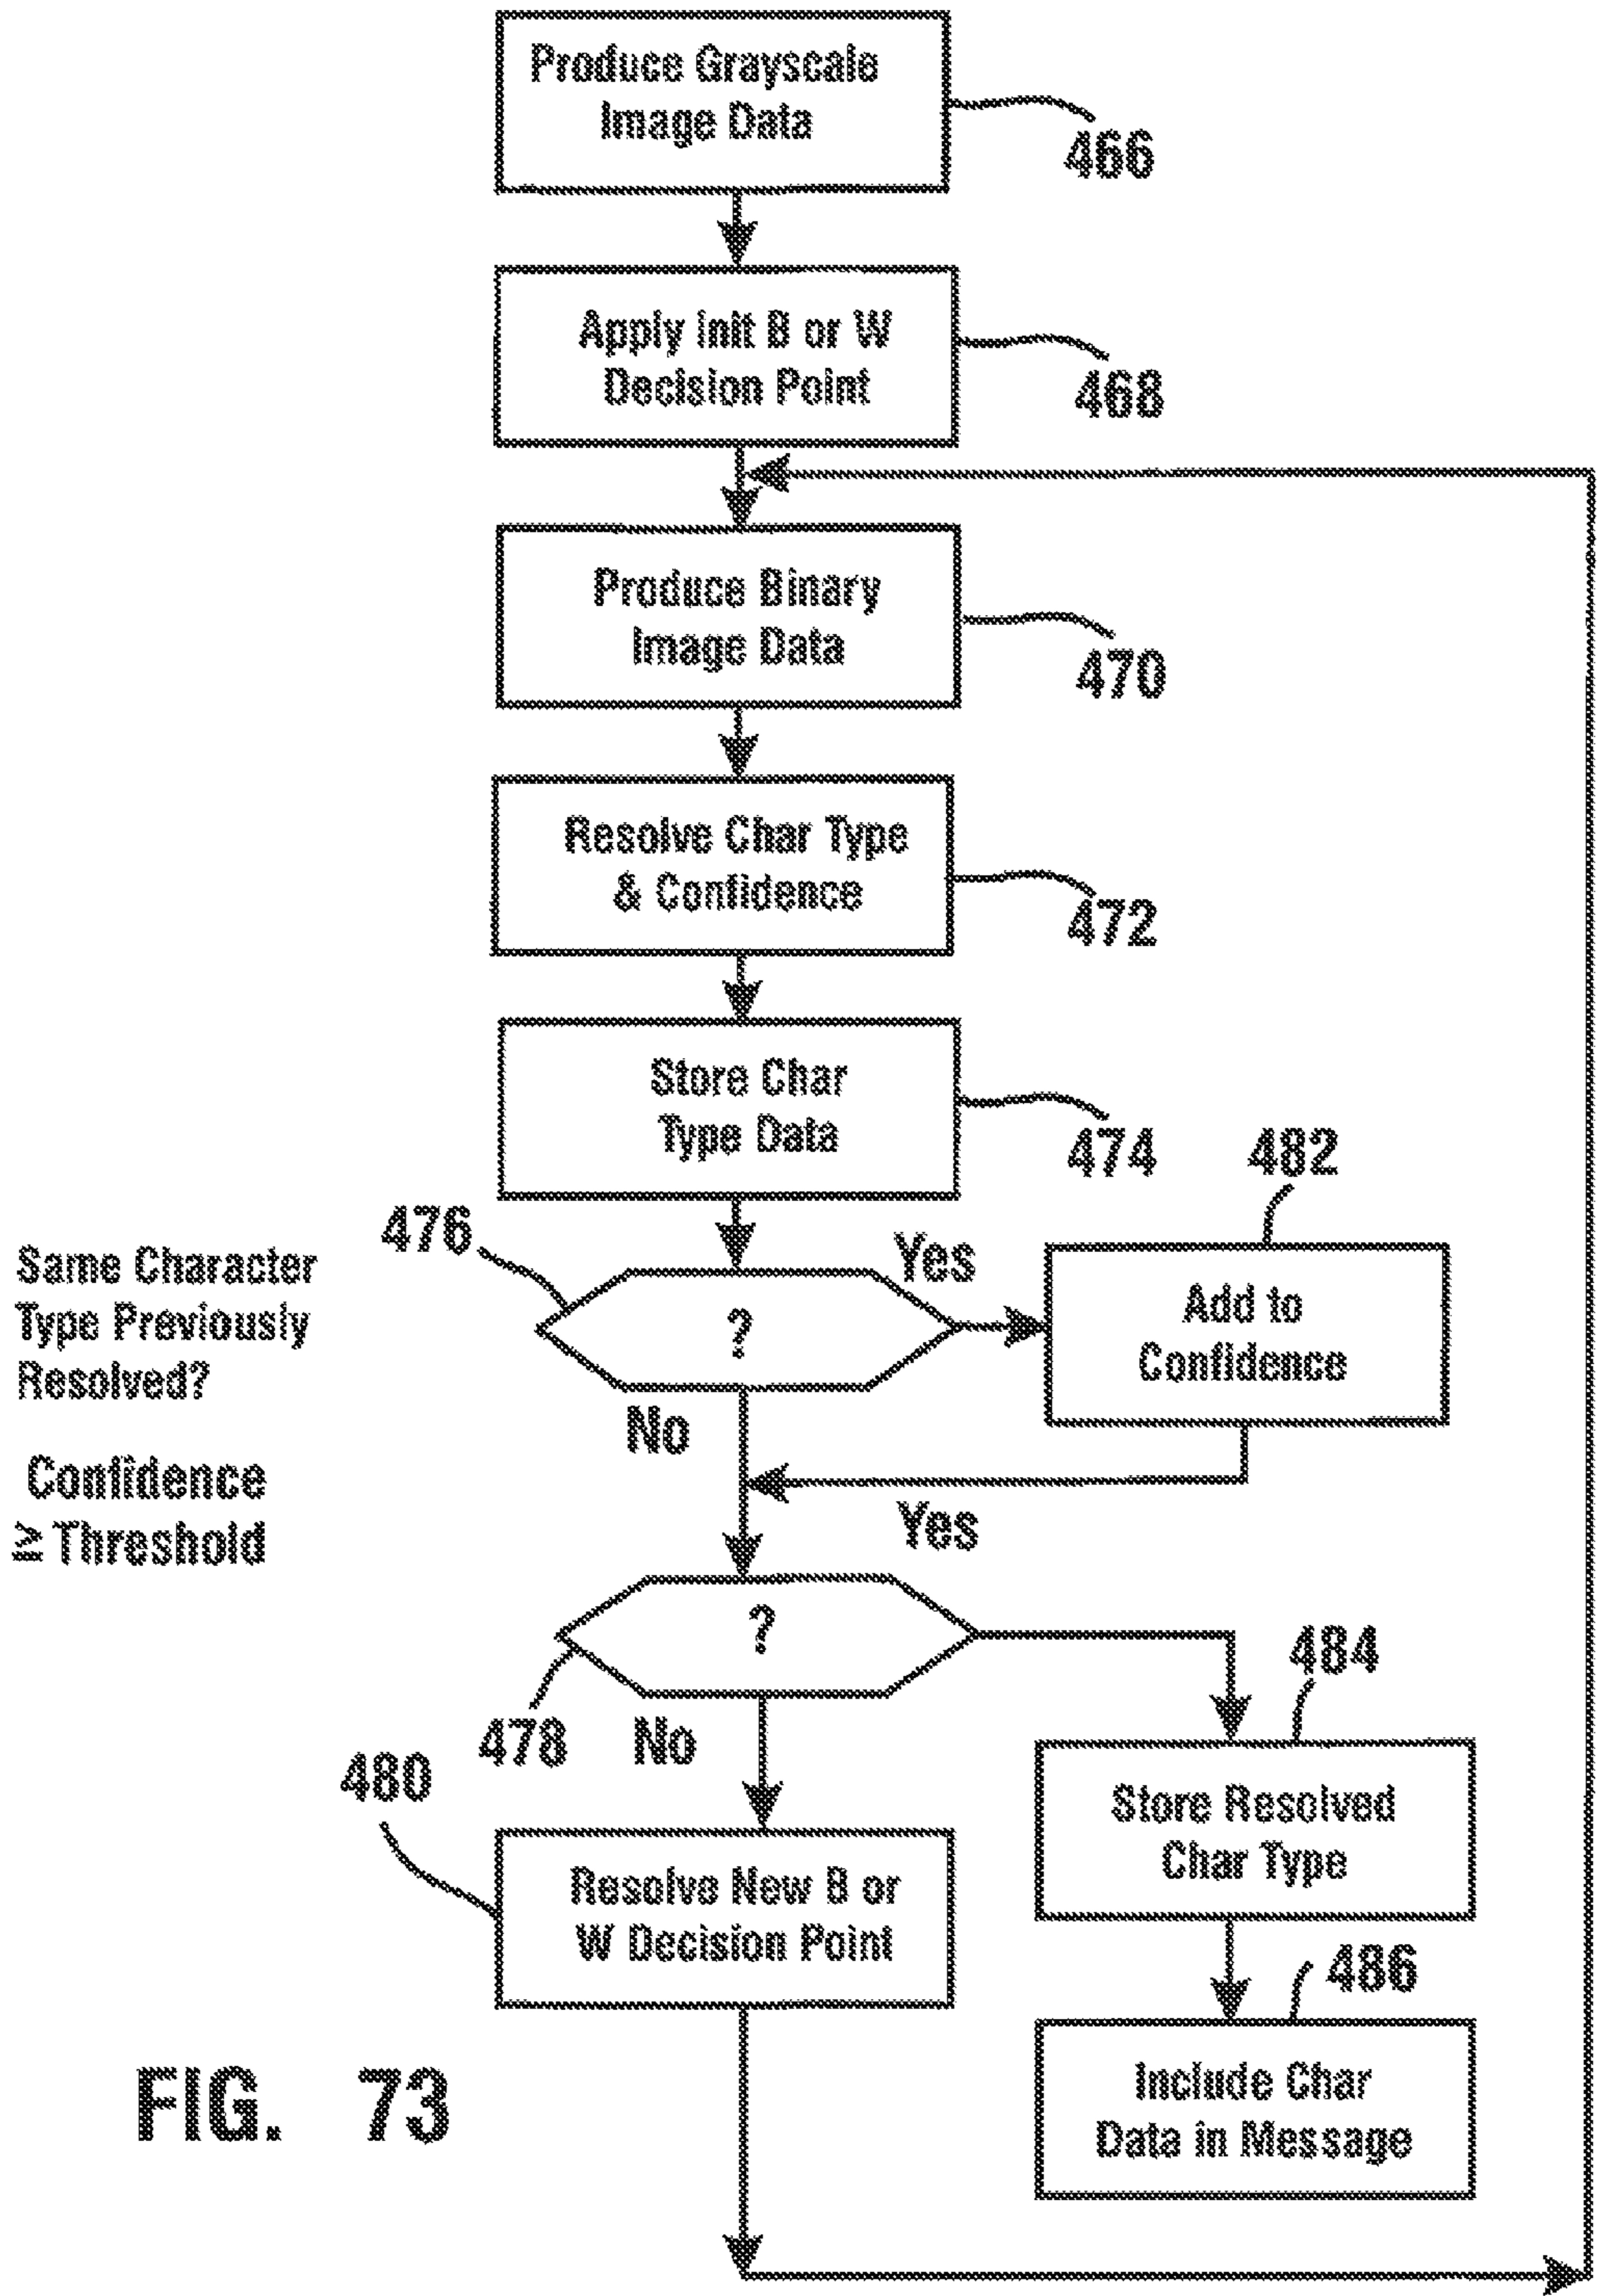 Produce Grayscale
Image Data
466
Apply Init B or W
Decision Point
468
Produce Binary
Image Data
470
Resolve Char Type
& Confidence
472
Store Char
Type Data
474
482
476
Yes
Same Character
Type Previously
Resolved?
?
Add to
Confidence
No
Confidence
≥ Threshold
Yes
?
478
No
484
480
Store Resolved
Char Type
Resolve New B or
W Decision Point
486
Include Char
Data in Message
FIG. 73